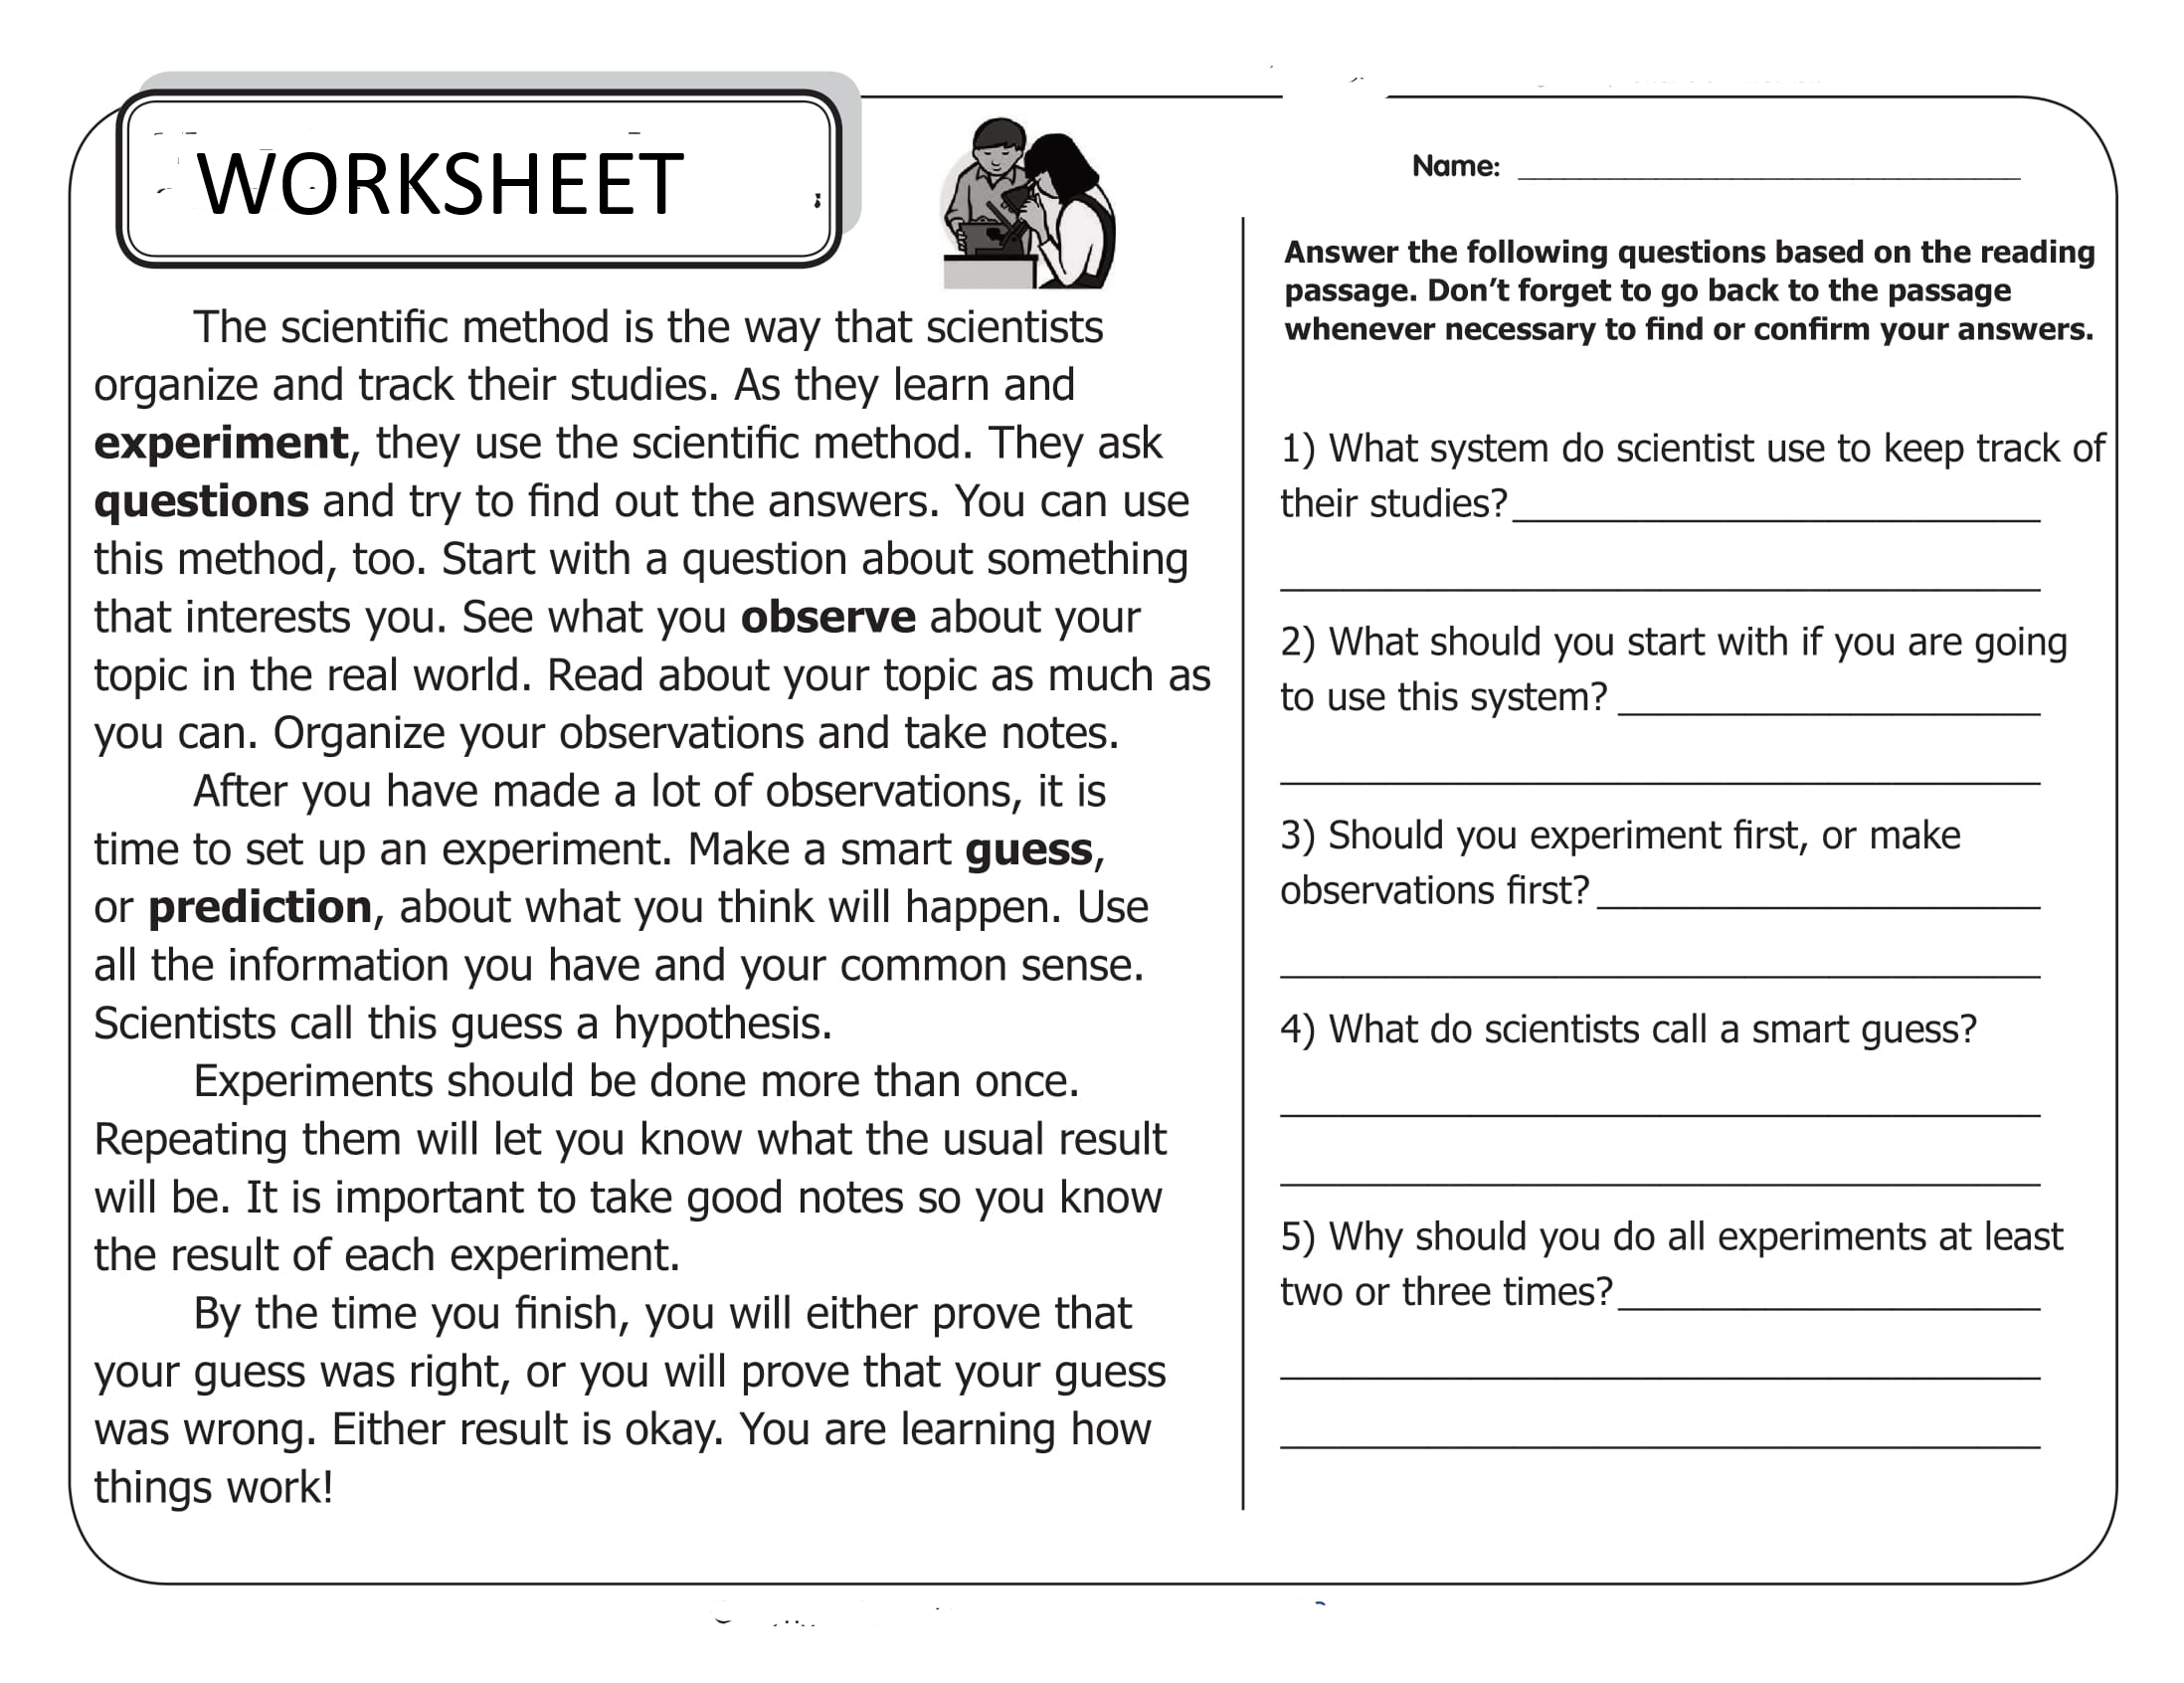 WORKSHEET
The scientific method is the way that scientists
organize and track their studies. As they learn and
experiment, they use the scientific method. They ask
questions and try to find out the answers. You can use
this method, too. Start with a question about something
that interests you. See what you observe about your
topic in the real world. Read about your topic as much as
you can. Organize your observations and take notes.
After you have made a lot of observations, it is
time to set up an experiment. Make a smart guess,
or prediction, about what you think will happen. Use
all the information you have and your common sense.
Scientists call this guess a hypothesis.
Experiments should be done more than once.
Repeating them will let you know what the usual result
will be. It is important to take good notes so you know
the result of each experiment.
By the time you finish, you will either prove that
your guess was right, or you will prove that your guess
was wrong. Either result is okay. You are learning how
things work!
Name:
Answer the following questions based on the reading
passage. Don’t forget to go back to the passage
whenever necessary to find or confirm your answers.
1) What system do scientist use to keep track of
their studies?
2) What should you start with if you are going
to use this system?
3) Should you experiment first, or make
observations first?
4) What do scientists call a smart guess?
5) Why should you do all experiments at least
two or three times?